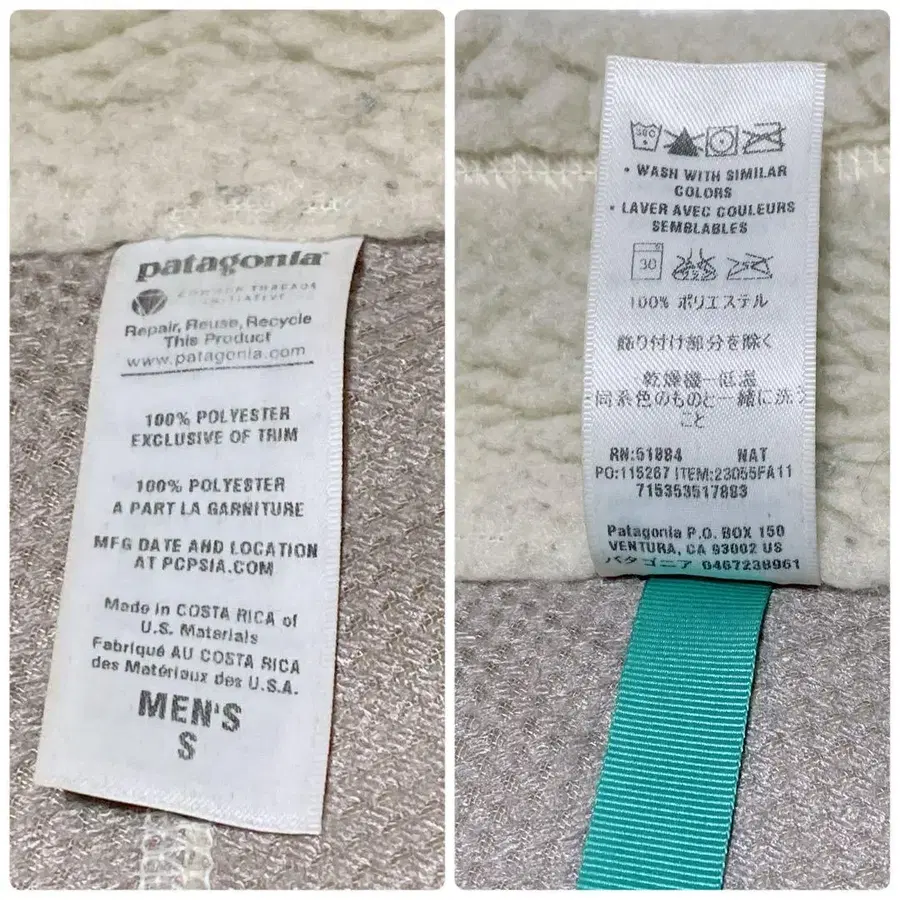 patagonia
COMMON THREADS
INITIATIVE
Repair, Reuse, Recycle
This Product
www.patagonia.com
100% POLYESTER
EXCLUSIVE OF TRIM
100% POLYESTER
A PART LA GARNITURE
MFG DATE AND LOCATION
AT PCPSIA.COM
Made in COSTA RICA of
U.S. Materials
Fabriqué AU COSTA RICA
des Matériaux des U.S.A.
MEN'S
S
• WASH WITH SIMILAR
COLORS
• LAVER AVEC COULEURS
SEMBLABLES
30
100% ポリエステル
飾り付け部分を除く
乾燥機–低温
同系色のものと一緒に洗う
こと
RN:51884 NAT
PO:115267 ITEM:23055FA11
715353517883
Patagonia P.O. BOX 150
VENTURA, CA 93002 US
パタゴニア 0467238961